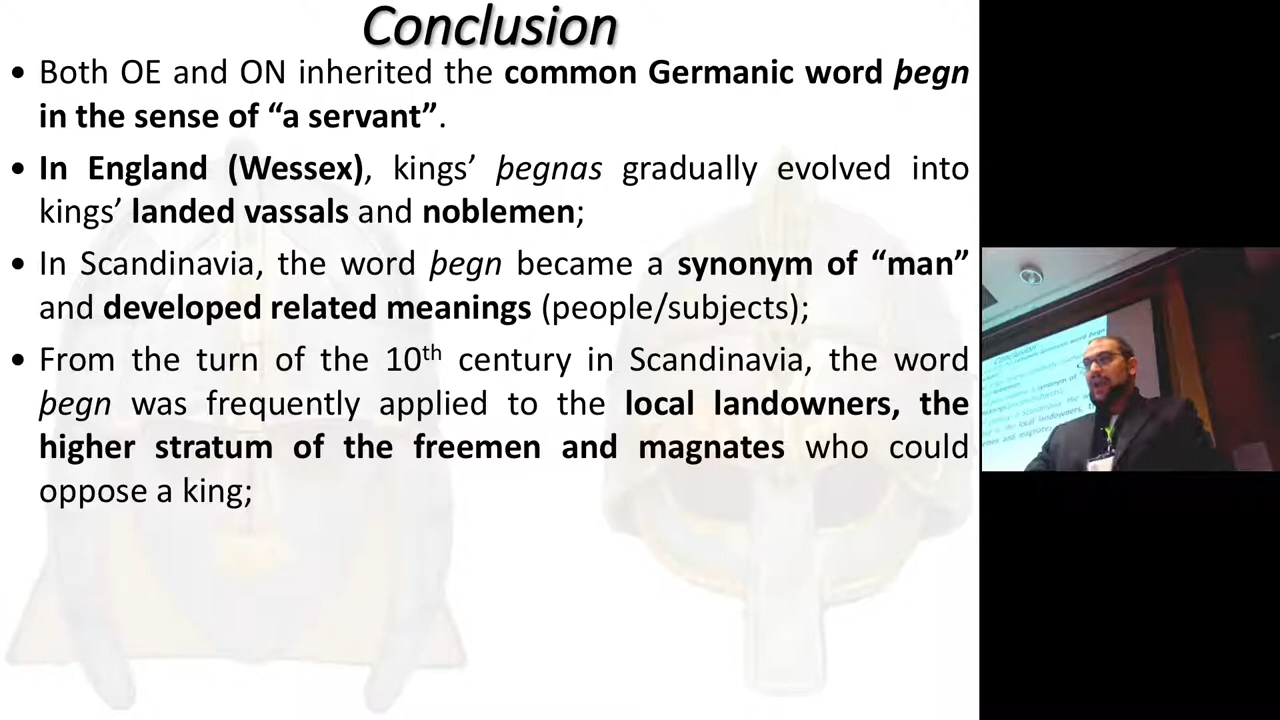 Conclusion
• Both OE and ON inherited the common Germanic word þegn
in the sense of “a servant”.
• In England (Wessex), kings’ þegnas gradually evolved into
kings’ landed vassals and noblemen;
• In Scandinavia, the word þegn became a synonym of “man”
and developed related meanings (people/subjects);
• From the turn of the 10th century in Scandinavia, the word
þegn was frequently applied to the local landowners, the
higher stratum of the freemen and magnates who could
oppose a king;